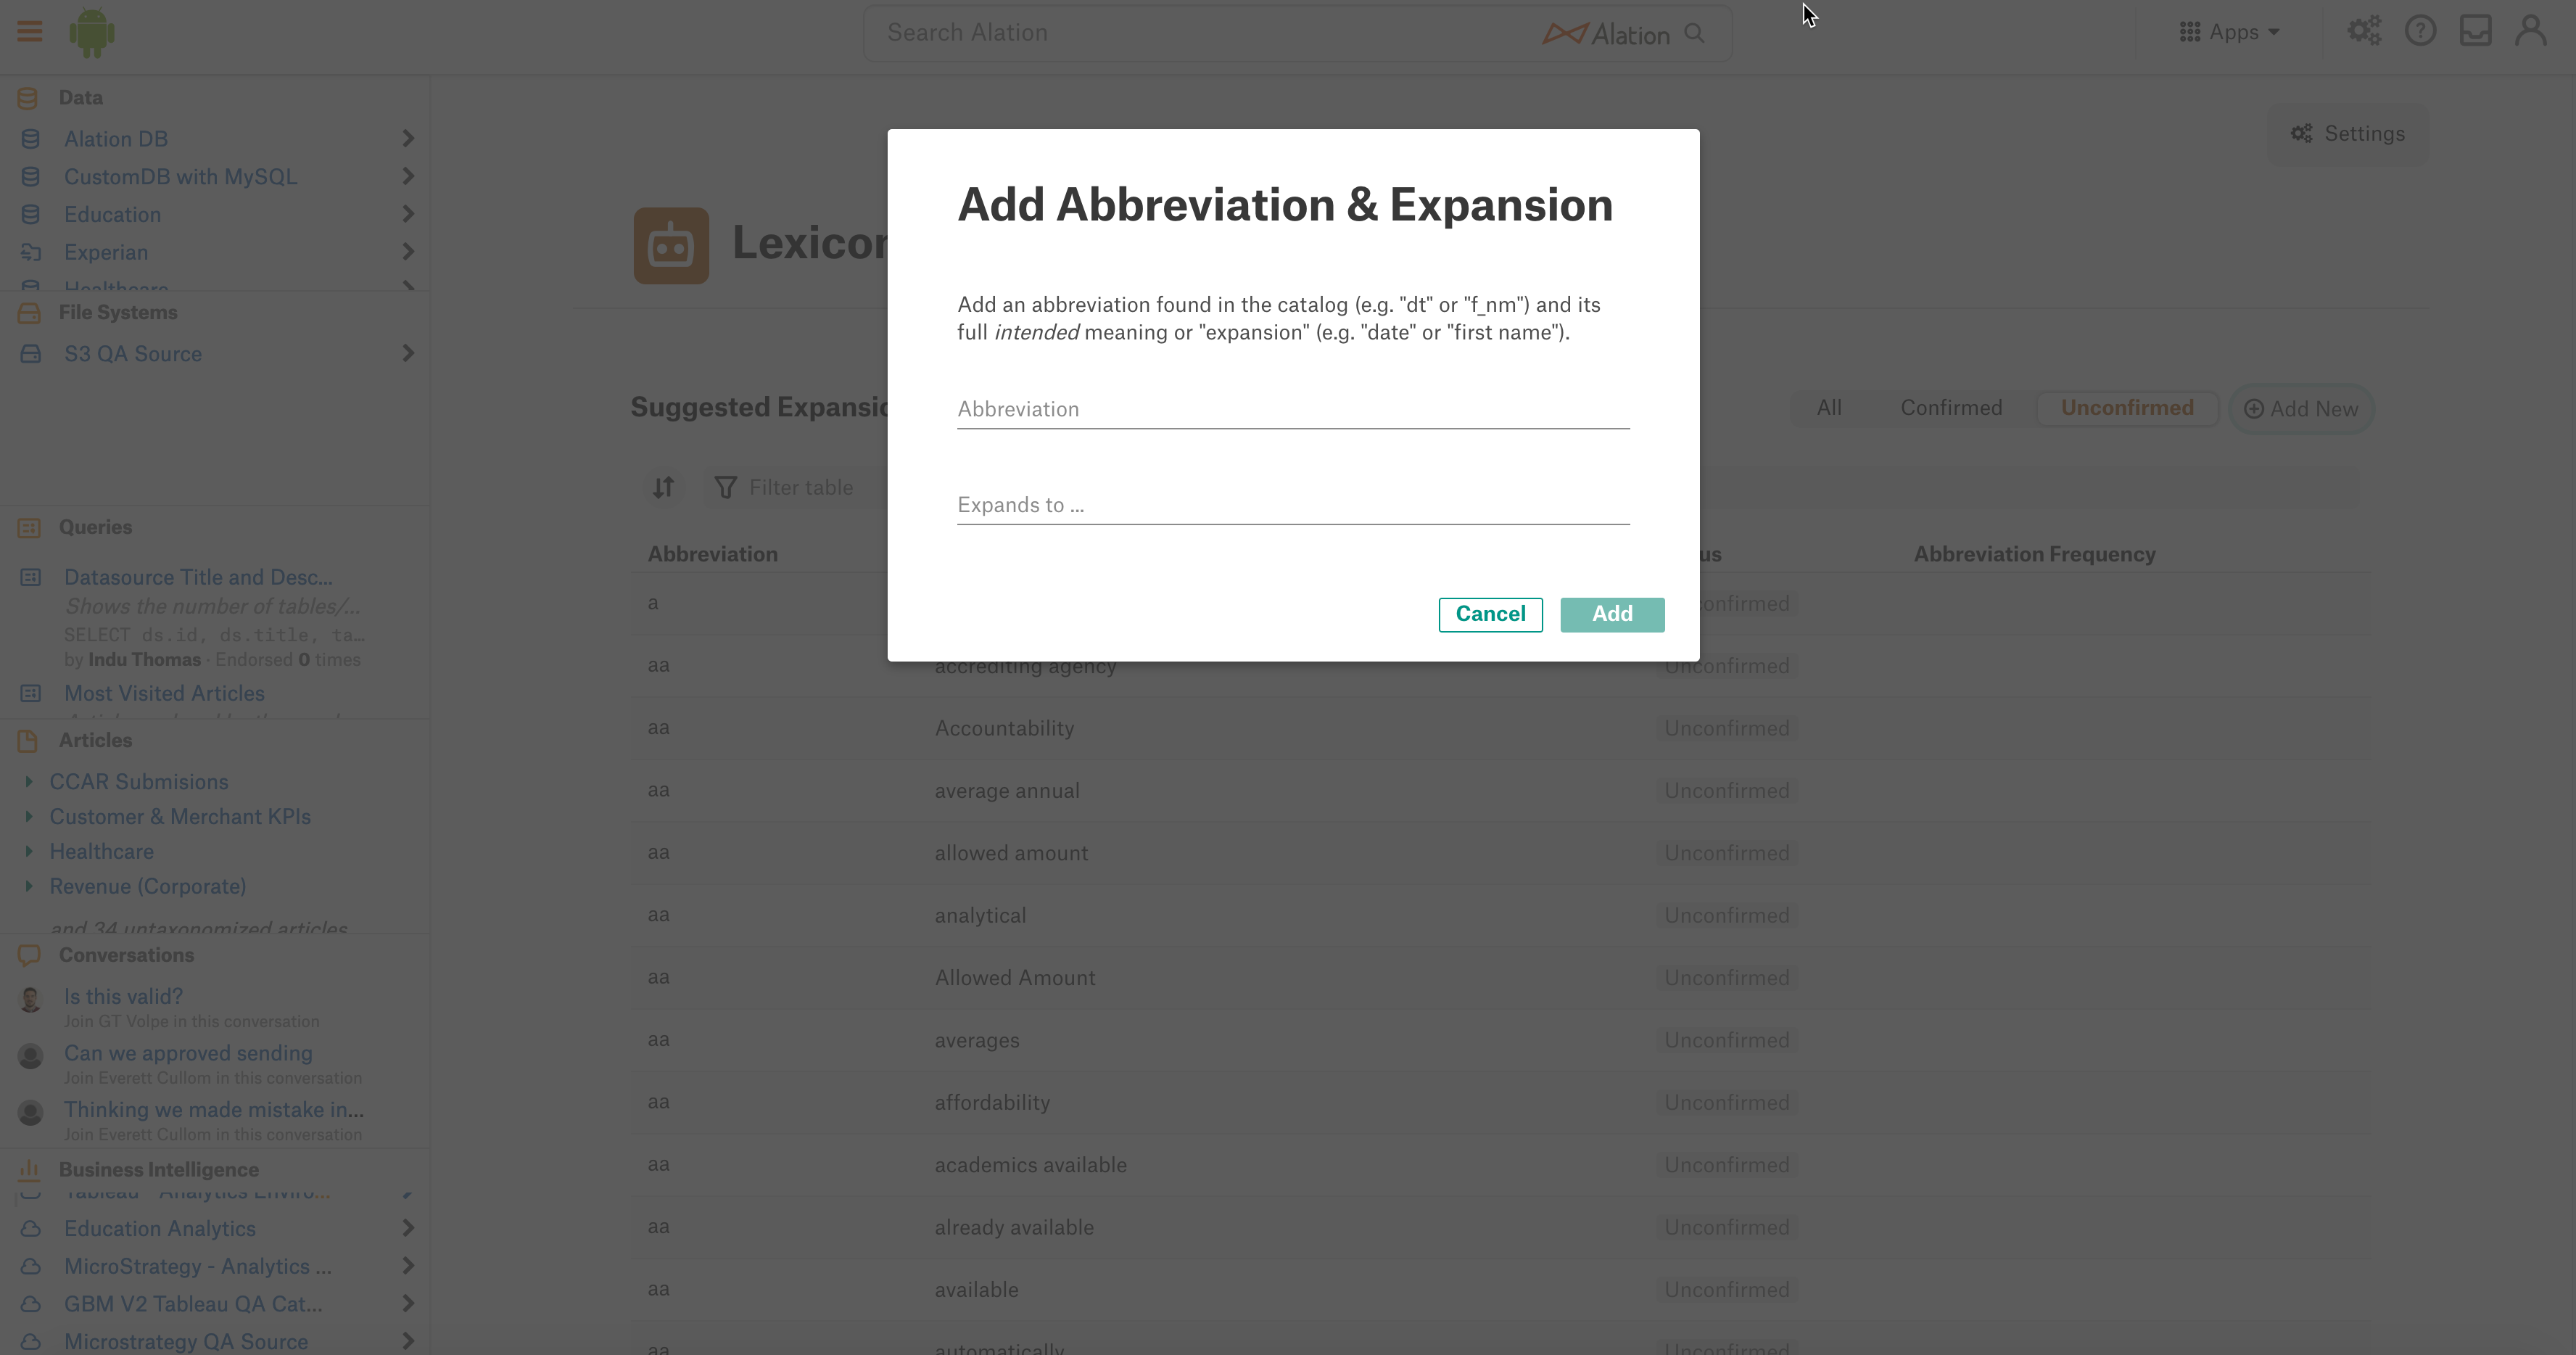 Search Alation
Alation
Apps
Data
Alation DB
CustomDB with MySQL
Education
Experian
Healthcare
File Systems
S3 QA Source
Queries
Datasource Title and Desc...
Shows the number of tables/...
SELECT ds.id, ds.title, ta…
by Indu Thomas · Endorsed 0 times
Most Visited Articles
Articles
CCAR Submisions
Customer & Merchant KPIs
Healthcare
Revenue (Corporate)
and 34 untaxonomized articles
Conversations
Is this valid?
Join GT Volpe in this conversation
Can we approved sending
Join Everett Cullom in this conversation
Thinking we made mistake in...
Join Everett Cullom in this conversation
Business Intelligence
Tableau - Analytics Enviro...
Education Analytics
MicroStrategy - Analytics ...
GBM V2 Tableau QA Cat...
Microstrategy QA Source
Settings
Lexicon
Suggested Expansio
All Confirmed Unconfirmed Add New
Filter table
Abbreviation us Abbreviation Frequency
a confirmed
aa accrediting agency Unconfirmed
aa Accountability Unconfirmed
aa average annual Unconfirmed
aa allowed amount Unconfirmed
aa analytical Unconfirmed
aa Allowed Amount Unconfirmed
aa averages Unconfirmed
aa affordability Unconfirmed
aa academics available Unconfirmed
aa already available Unconfirmed
aa available Unconfirmed
aa automatically Unconfirmed
Add Abbreviation & Expansion
Add an abbreviation found in the catalog (e.g. "dt" or "f_nm") and its
full intended meaning or "expansion" (e.g. "date" or "first name").
Abbreviation
Expands to ...
Cancel Add